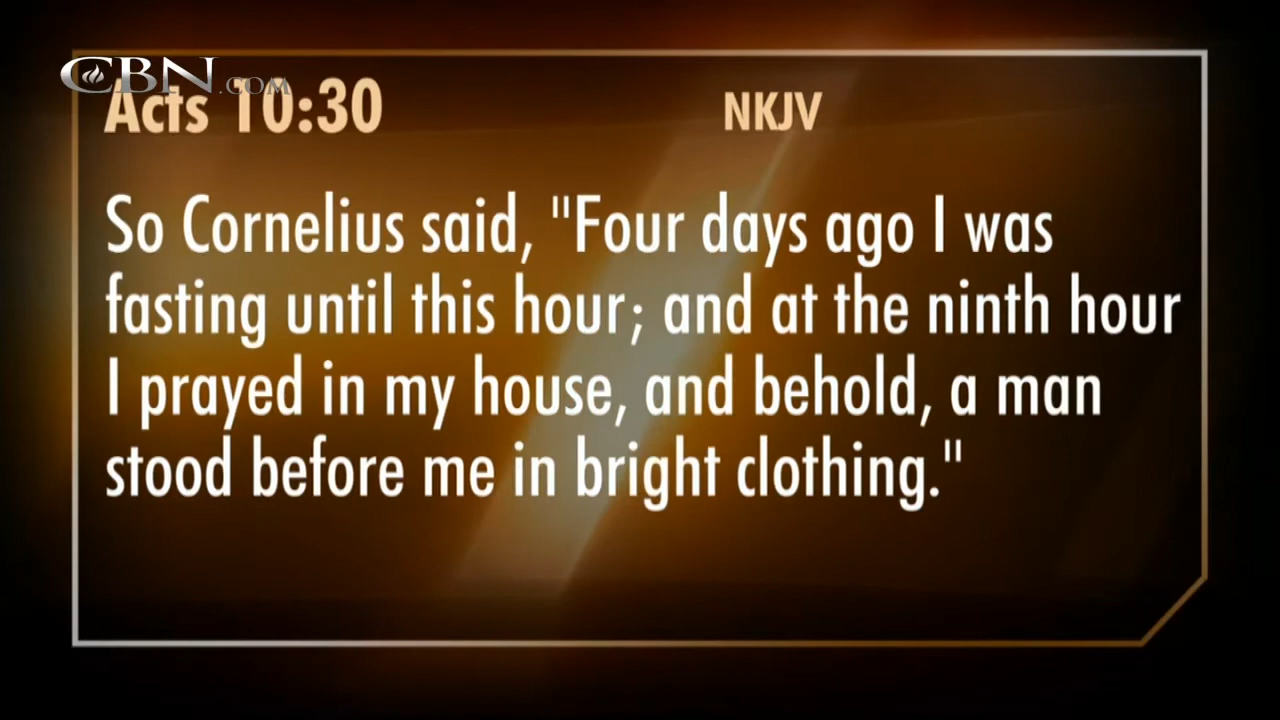 CBN.COM
Acts 10:30 NKJV
So Cornelius said, "Four days ago I was
fasting until this hour; and at the ninth hour
I prayed in my house, and behold, a man
stood before me in bright clothing."